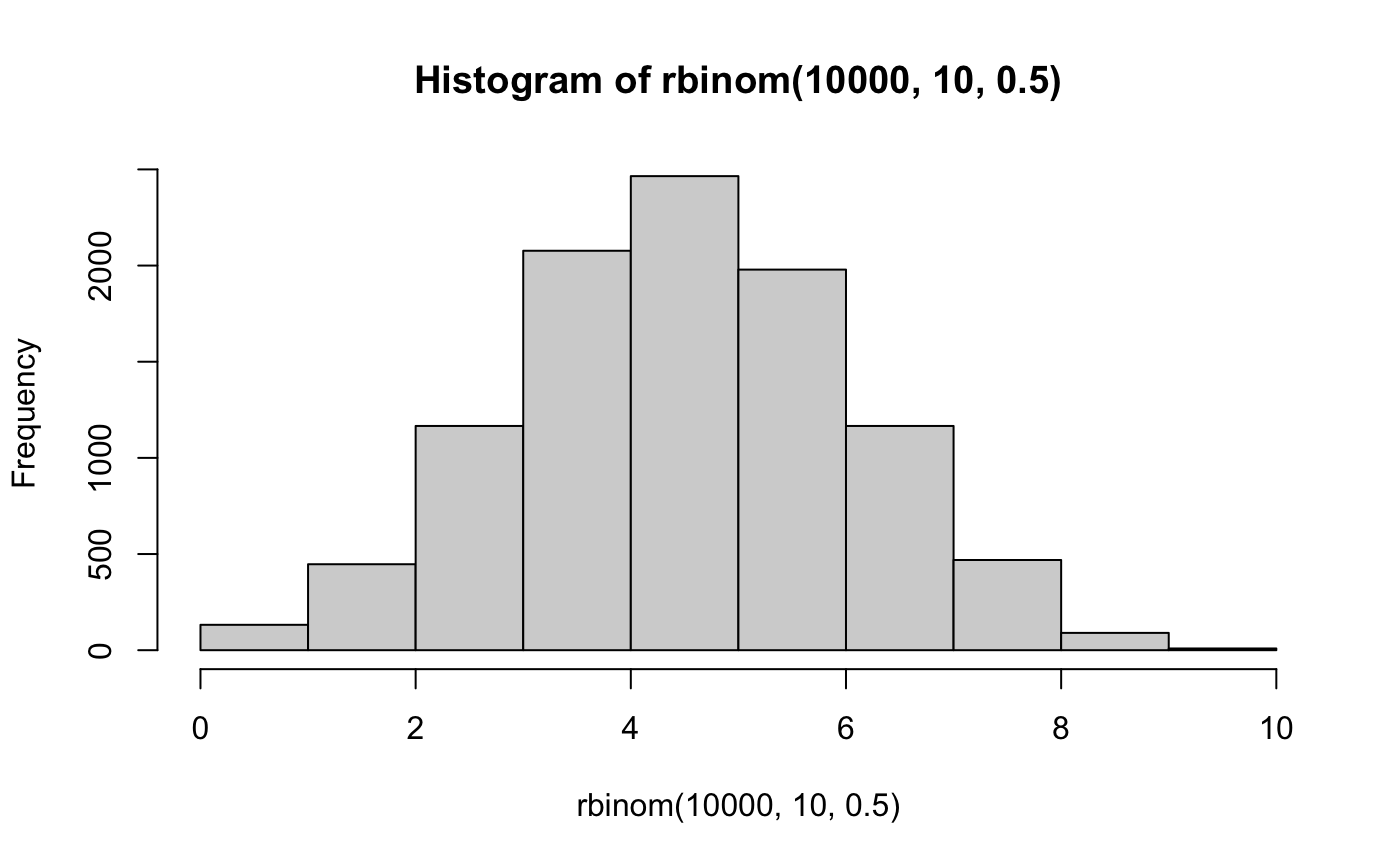 Histogram of rbinom(10000, 10, 0.5)
Frequency
2000
1000
500
0
0 2 4 6 8 10
rbinom(10000, 10, 0.5)